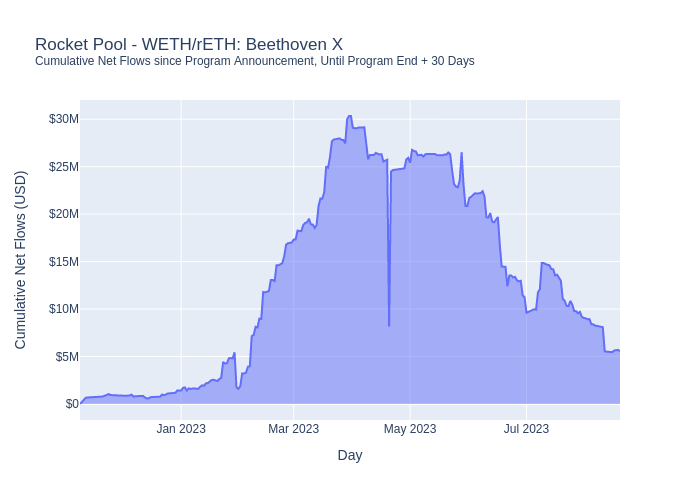 Rocket Pool - WETH/rETH: Beethoven X
Cumulative Net Flows since Program Announcement, Until Program End + 30 Days
Cumulative Net Flows (USD)
$30M
$25M
$20M
$15M
$10M
$5M
$0
Jan 2023
Mar 2023
May 2023
Jul 2023
Day